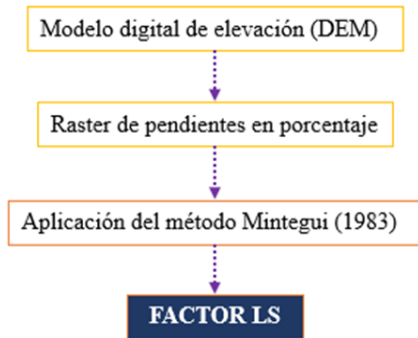 Modelo digital de elevación (DEM)
Raster de pendientes en porcentaje
Aplicación del método Mintegui (1983)
FACTOR LS